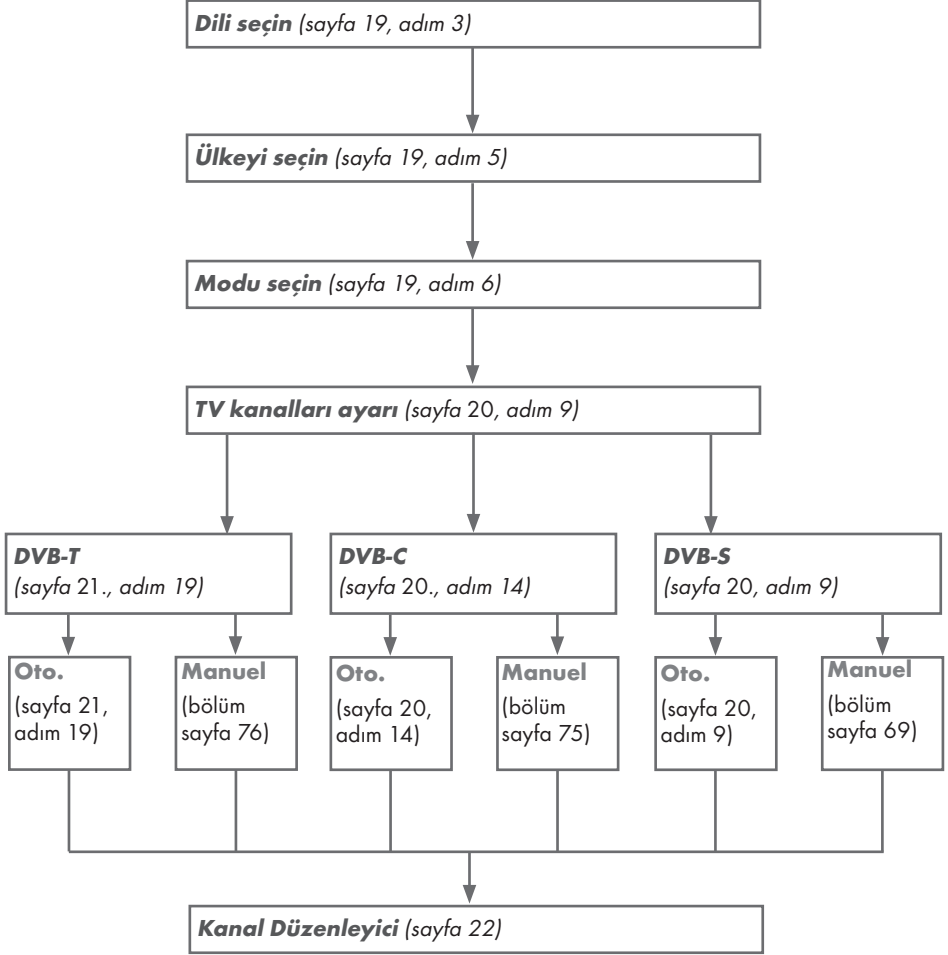 Dili seçin (sayfa 19, adım 3)
Ülkeyi seçin (sayfa 19, adım 5)
Modu seçin (sayfa 19, adım 6)
TV kanalları ayarı (sayfa 20, adım 9)
DVB-T
(sayfa 21., adım 19)
DVB-C
(sayfa 20., adım 14)
DVB-S
(sayfa 20, adım 9)
Oto.
(sayfa 21,
adım 19)
Manuel
(bölüm
sayfa 76)
Oto.
(sayfa 20,
adım 14)
Manuel
(bölüm
sayfa 75)
Oto.
(sayfa 20,
adım 9)
Manuel
(bölüm
sayfa 69)
Kanal Düzenleyici (sayfa 22)